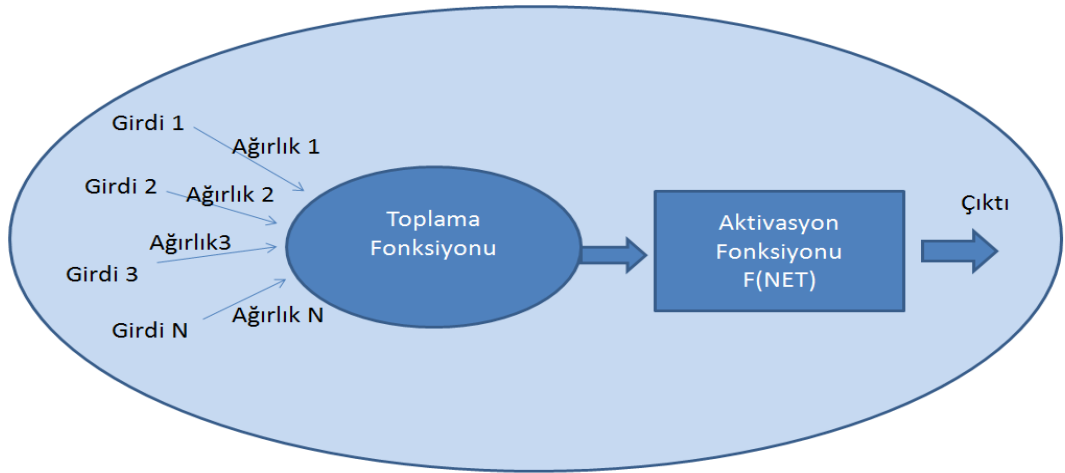 Girdi 1
Ağırlık 1
Girdi 2
Ağırlık 2
Ağırlık3
Girdi 3
Ağırlık N
Girdi N
Toplama
Fonksiyonu
Aktivasyon
Fonksiyonu
F(NET)
Çıktı